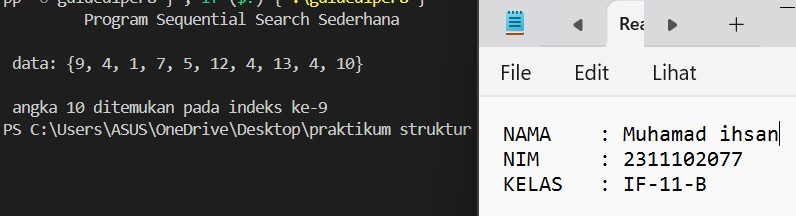 Program Sequential Search Sederhana
data: {9, 4, 1, 7, 5, 12, 4, 13, 4, 10}
angka 10 ditemukan pada indeks ke-9
PS C:\Users\ASUS\OneDrive\Desktop\praktikum struktur
Rea
File Edit Lihat
NAMA : Muhamad ihsan
NIM : 2311102077
KELAS : IF-11-B